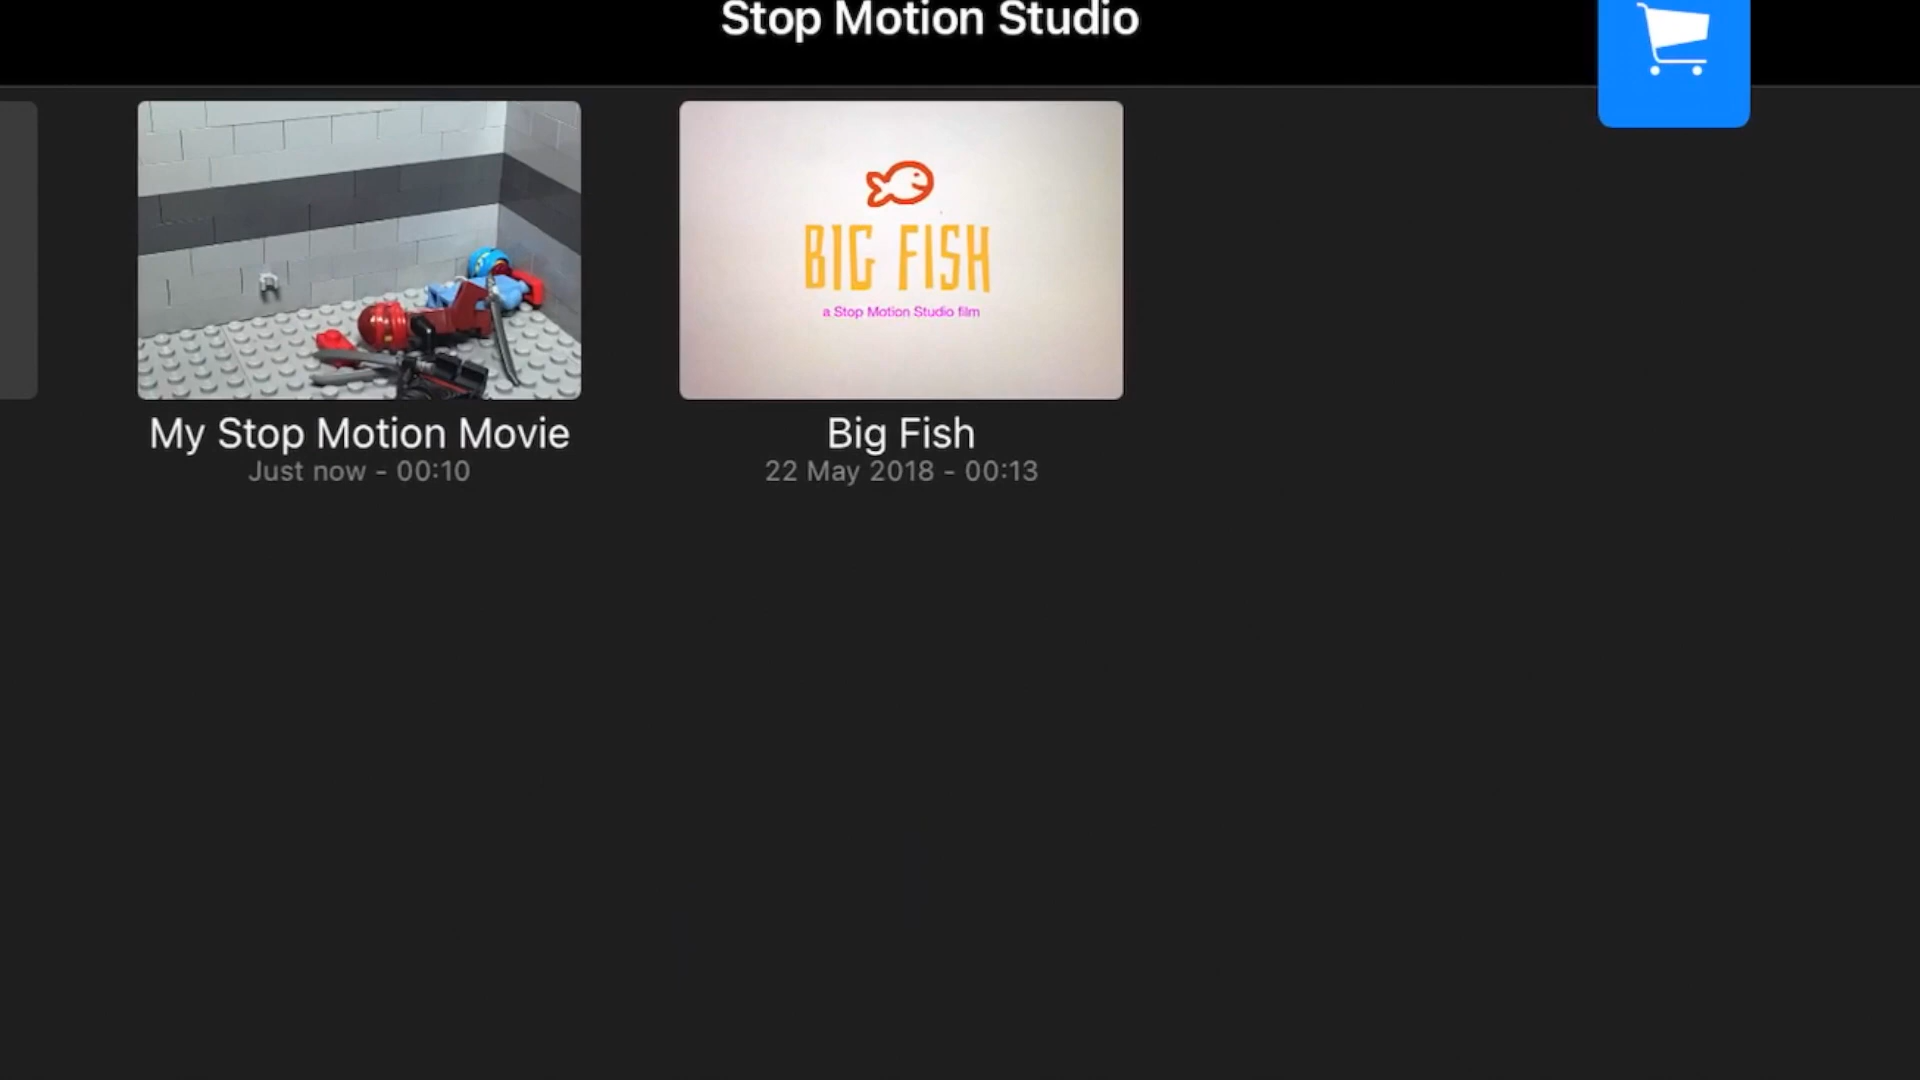 Stop Motion Studio
BIG FISH
a Stop Motion Studio film
My Stop Motion Movie
Just now - 00:10
Big Fish
22 May 2018 - 00:13